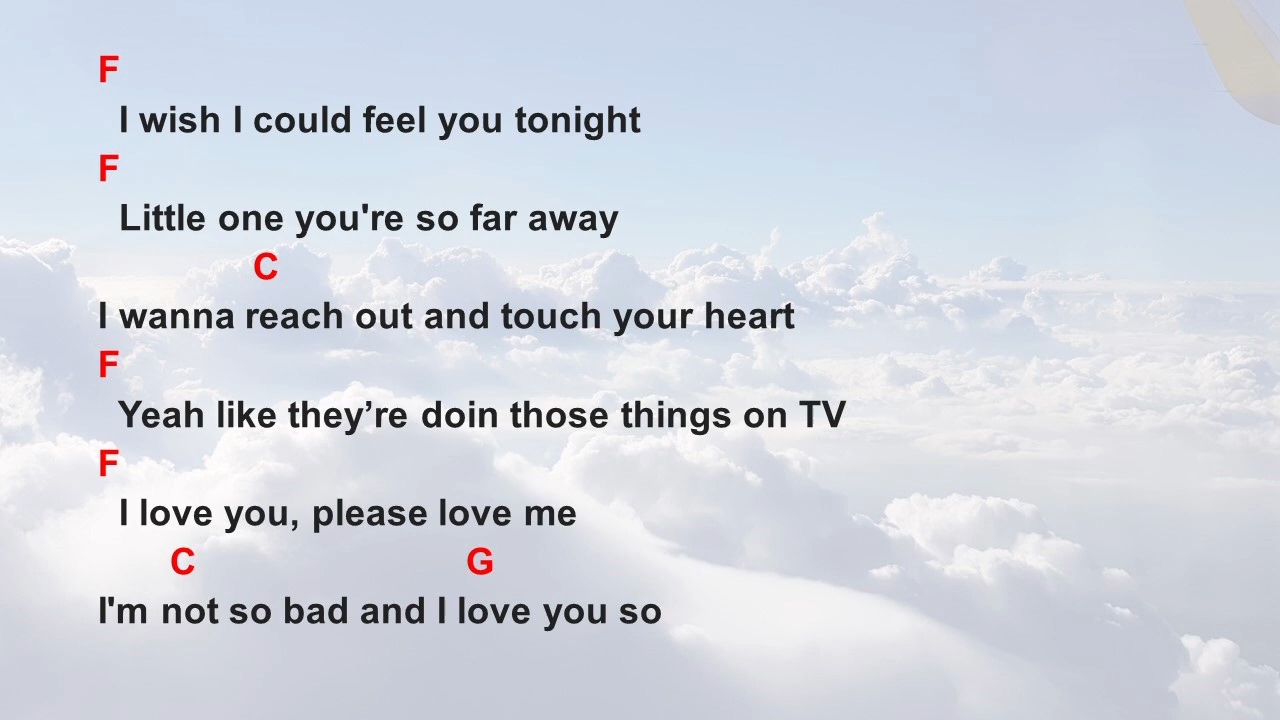 F
I wish I could feel you tonight
F
Little one you're so far away
C
I wanna reach out and touch your heart
F
Yeah like they’re doin those things on TV
F
I love you, please love me
C G
I'm not so bad and I love you so